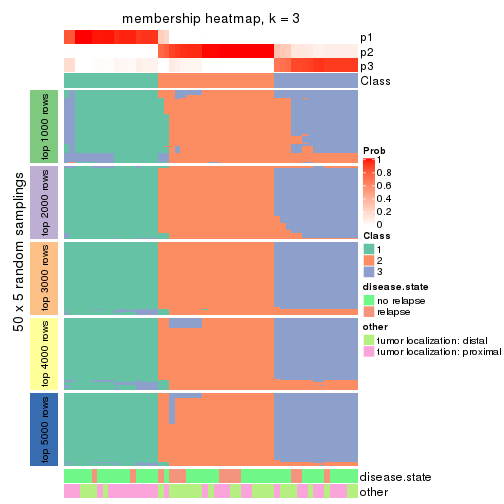 membership heatmap, k = 3
p1
p2
p3
Class
50 x 5 random samplings
top 1000 rows
top 2000 rows
top 3000 rows
top 4000 rows
top 5000 rows
Prob
1
0.8
0.6
0.4
0.2
0
Class
1
2
3
disease.state
no relapse
relapse
other
tumor localization: distal
tumor localization: proximal
disease.state
other